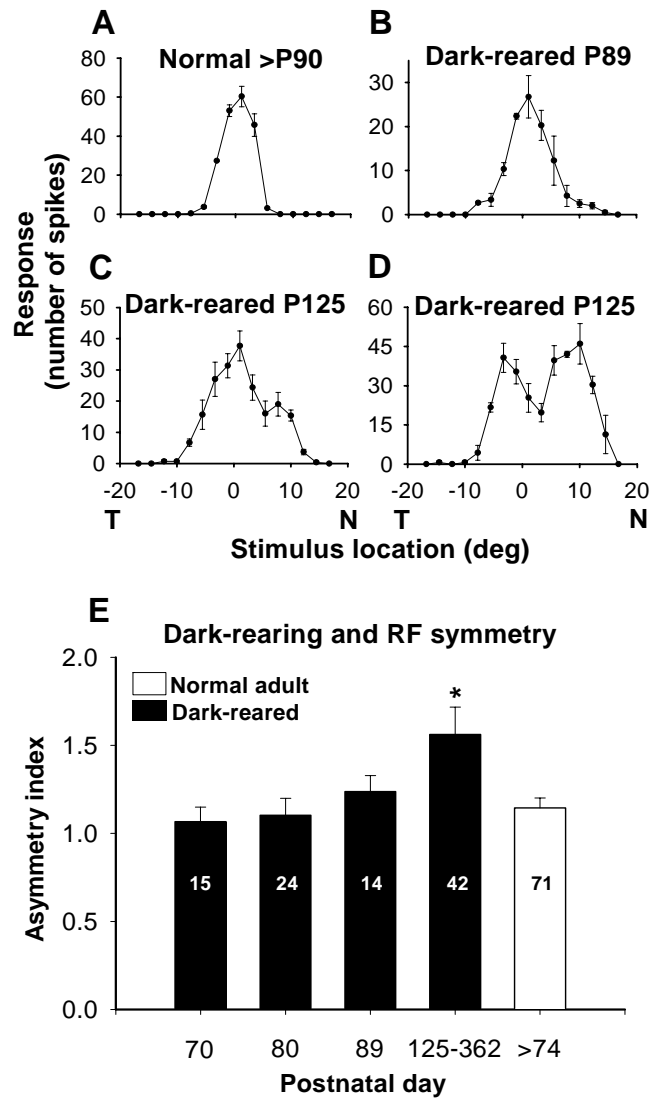 A
B
Normal >P90
Dark-reared P89
80
60
40
20
0
30
20
10
0
Response
(number of spikes)
C
D
Dark-reared P125
Dark-reared P125
50
40
30
20
10
0
60
45
30
15
0
-20 -10 0 10 20
-20 -10 0 10 20
T N T N
Stimulus location (deg)
E
Dark-rearing and RF symmetry
2.0
1.5
1.0
0.5
0.0
Normal adult
Dark-reared
*
Asymmetry index
15 24 14 42 71
70 80 89 125-362 >74
Postnatal day